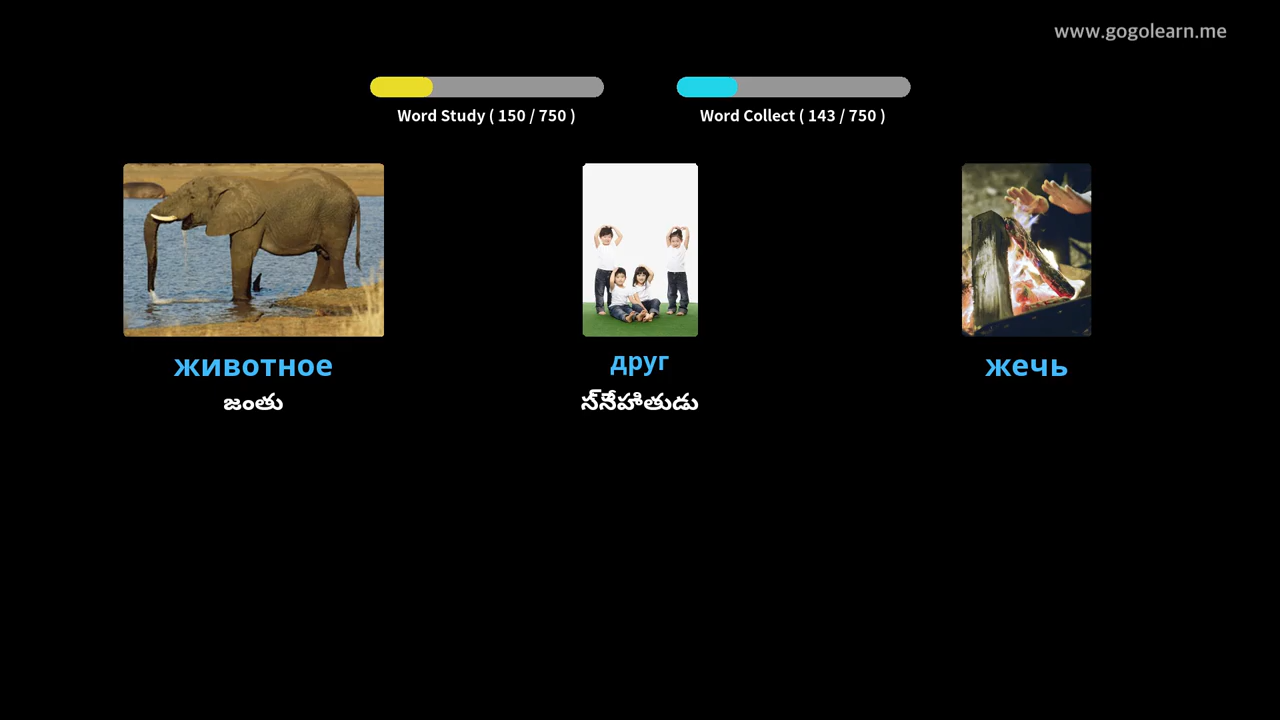 www.gogolearn.me
Word Study ( 150 / 750 )
Word Collect ( 143 / 750 )
животное
друг
жечь
జంతు
స్నేహితుడు